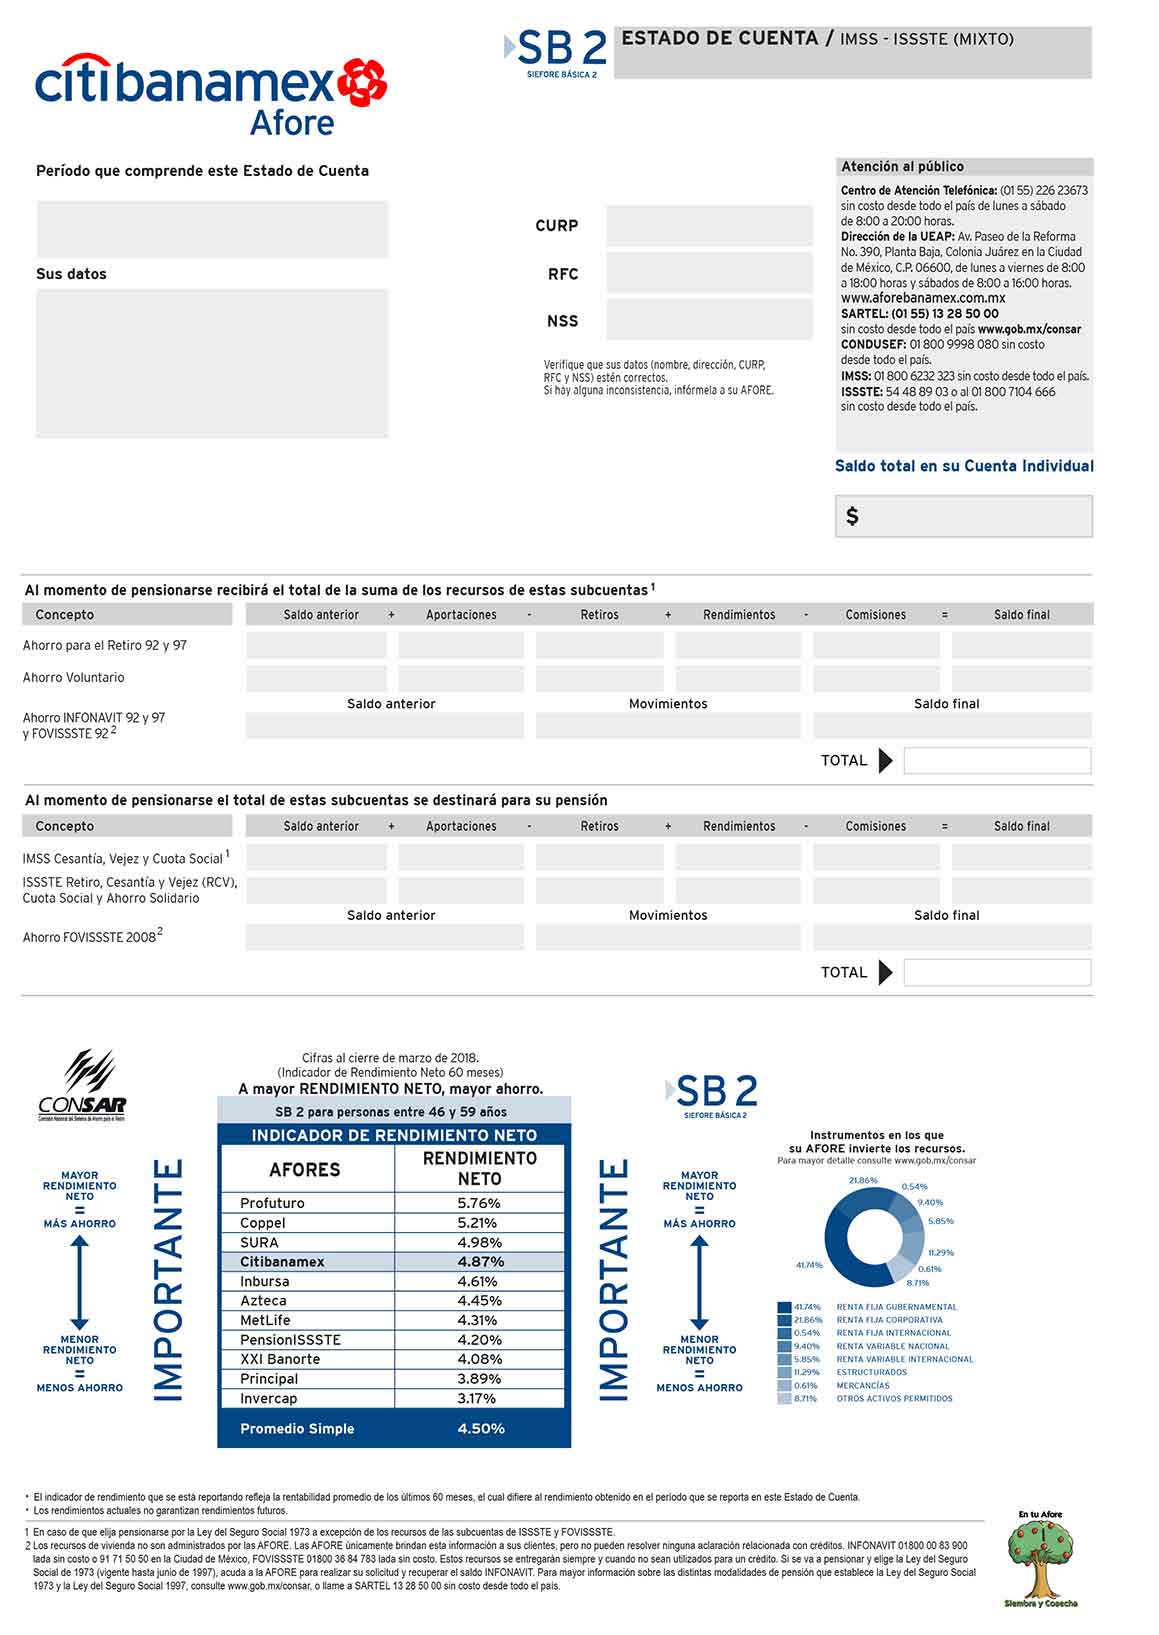 citibanamex
Afore
SB 2
SIEFORE BÁSICA 2
ESTADO DE CUENTA / IMSS - ISSSTE (MIXTO)
Período que comprende este Estado de Cuenta
Sus datos
CURP
RFC
NSS
Verifique que sus datos (nombre, dirección, CURP,
RFC y NSS) estén correctos.
Si hay alguna inconsistencia, infórmela a su AFORE.
Atención al público
Centro de Atención Telefónica: (01 55) 226 23673
sin costo desde todo el país de lunes a sábado
de 8:00 a 20:00 horas.
Dirección de la UEAP: Av. Paseo de la Reforma
No. 390, Planta Baja, Colonia Juárez en la Ciudad
de México, C.P. 06600, de lunes a viernes de 8:00
a 18:00 horas y sábados de 8:00 a 16:00 horas.
www.aforebanamex.com.mx
SARTEL: (01 55) 13 28 50 00
sin costo desde todo el país www.gob.mx/consar
CONDUSEF: 01 800 9998 080 sin costo
desde todo el país.
IMSS: 01 800 6232 323 sin costo desde todo el país.
ISSSTE: 54 48 89 03 o al 01 800 7104 666
sin costo desde todo el país.
Saldo total en su Cuenta Individual
$
Al momento de pensionarse recibirá el total de la suma de los recursos de estas subcuentas 1
Concepto Saldo anterior + Aportaciones - Retiros + Rendimientos - Comisiones = Saldo final
Ahorro para el Retiro 92 y 97
Ahorro Voluntario
Saldo anterior Movimientos Saldo final
Ahorro INFONAVIT 92 y 97
y FOVISSSTE 92 2
TOTAL
Al momento de pensionarse el total de estas subcuentas se destinará para su pensión
Concepto Saldo anterior + Aportaciones - Retiros + Rendimientos - Comisiones = Saldo final
IMSS Cesantía, Vejez y Cuota Social 1
ISSSTE Retiro, Cesantía y Vejez (RCV),
Cuota Social y Ahorro Solidario
Saldo anterior Movimientos Saldo final
Ahorro FOVISSSTE 2008 2
TOTAL
CONSAR
Comisión Nacional del Sistema de Ahorro para el Retiro
MAYOR
RENDIMIENTO
NETO
=
MÁS AHORRO
MENOR
RENDIMIENTO
NETO
=
MENOS AHORRO
IMPORTANTE
Cifras al cierre de marzo de 2018.
(Indicador de Rendimiento Neto 60 meses)
A mayor RENDIMIENTO NETO, mayor ahorro.
SB 2 para personas entre 46 y 59 años
INDICADOR DE RENDIMIENTO NETO
AFORES RENDIMIENTO
NETO
Profuturo 5.76%
Coppel 5.21%
SURA 4.98%
Citibanamex 4.87%
Inbursa 4.61%
Azteca 4.45%
MetLife 4.31%
PensionISSSTE 4.20%
XXI Banorte 4.08%
Principal 3.89%
Invercap 3.17%
Promedio Simple 4.50%
IMPORTANTE
SB 2
SIEFORE BÁSICA 2
MAYOR
RENDIMIENTO
NETO
=
MÁS AHORRO
MENOR
RENDIMIENTO
NETO
=
MENOS AHORRO
Instrumentos en los que
su AFORE invierte los recursos.
Para mayor detalle consulte www.gob.mx/consar
21.86%
0.54%
9.40%
5.85%
11.29%
0.61%
8.71%
41.74%
41.74% RENTA FIJA GUBERNAMENTAL
21.86% RENTA FIJA CORPORATIVA
0.54% RENTA FIJA INTERNACIONAL
9.40% RENTA VARIABLE NACIONAL
5.85% RENTA VARIABLE INTERNACIONAL
11.29% ESTRUCTURADOS
0.61% MERCANCÍAS
8.71% OTROS ACTIVOS PERMITIDOS
* El indicador de rendimiento que se está reportando refleja la rentabilidad promedio de los últimos 60 meses, el cual difiere al rendimiento obtenido en el periodo que se reporta en este Estado de Cuenta.
* Los rendimientos actuales no garantizan rendimientos futuros.
1 En caso de que elija pensionarse por la Ley del Seguro Social 1973 a excepción de los recursos de las subcuentas de ISSSTE y FOVISSSTE.
2 Los recursos de vivienda no son administrados por las AFORE. Las AFORE únicamente brindan esta información a sus clientes, pero no pueden resolver ninguna aclaración relacionada con créditos. INFONAVIT 01800 00 83 900
lada sin costo o 91 71 50 50 en la Ciudad de México, FOVISSSTE 01800 36 84 783 lada sin costo. Estos recursos se entregarán siempre y cuando no sean utilizados para un crédito. Si se va a pensionar y elige la Ley del Seguro
Social de 1973 (vigente hasta junio de 1997), acuda a la AFORE para realizar su solicitud y recuperar el saldo INFONAVIT. Para mayor información sobre las distintas modalidades de pensión que establece la Ley del Seguro Social
1973 y la Ley del Seguro Social 1997, consulte www.gob.mx/consar, o llame a SARTEL 13 28 50 00 sin costo desde todo el país.
En tu Afore
Siembra y Cosecha